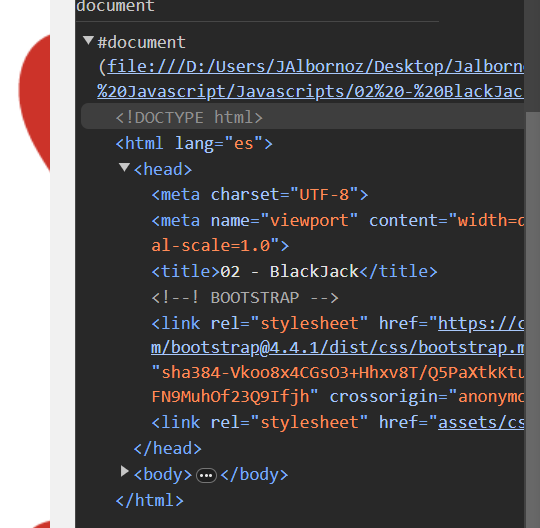 document
#document
(file:///D:/Users/JAlbornoz/Desktop/Jalborno
%20Javascript/Javascripts/02%20-%20BlackJac
<!DOCTYPE html>
<html lang="es">
<head>
<meta charset="UTF-8">
<meta name="viewport" content="width=d
al-scale=1.0">
<title>02 - BlackJack</title>
<!--! BOOTSTRAP -->
<link rel="stylesheet" href="https://c
m/bootstrap@4.4.1/dist/css/bootstrap.m
"sha384-Vkoo8x4CGsO3+Hhxv8T/Q5PaXtkKtu
FN9MuhOf23Q9Ifjh" crossorigin="anonymo
<link rel="stylesheet" href="assets/cs
</head>
<body>…</body>
</html>